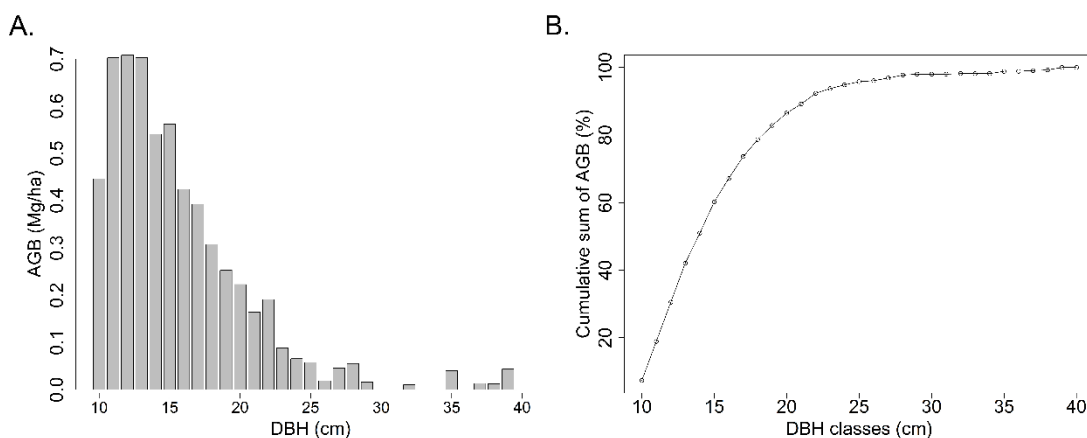 A.
AGB (Mg/ha)
0.7
0.6
0.5
0.4
0.3
0.2
0.1
0.0
10 15 20 25 30 35 40
DBH (cm)
B.
Cumulative sum of AGB (%)
100
80
60
40
20
10 15 20 25 30 35 40
DBH classes (cm)